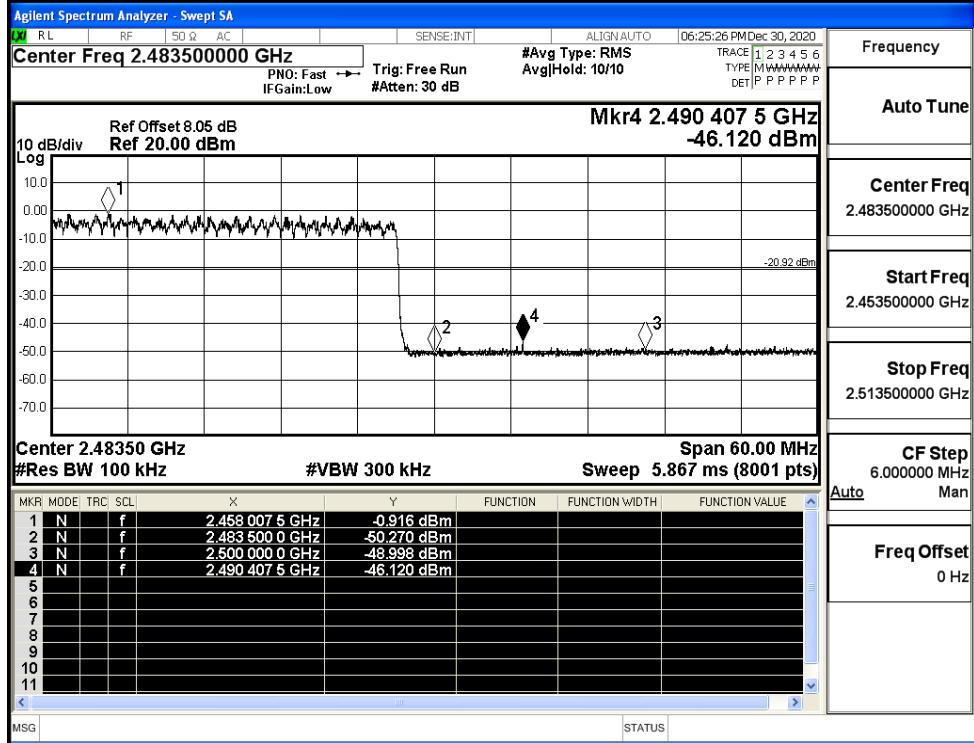 Agilent Spectrum Analyzer - Swept SA
LXI RL RF 50 Ω AC SENSE:INT ALIGN AUTO 06:25:26 PM Dec 30, 2020
Center Freq 2.483500000 GHz
PNO: Fast
IFGain:Low
Trig: Free Run
#Atten: 30 dB
#Avg Type: RMS
Avg|Hold: 10/10
TRACE 1 2 3 4 5 6
TYPE M W W W W W
DET P P P P P P
Frequency
Auto Tune
Center Freq
2.483500000 GHz
Start Freq
2.453500000 GHz
Stop Freq
2.513500000 GHz
CF Step
6.000000 MHz
Auto Man
Freq Offset
0 Hz
Mkr4 2.490 407 5 GHz
-46.120 dBm
Ref Offset 8.05 dB
10 dB/div Ref 20.00 dBm
Log
10.0
0.00
-10.0
-20.0
-30.0
-40.0
-50.0
-60.0
-70.0
1
-20.92 dBm
2
4
3
Center 2.48350 GHz Span 60.00 MHz
#Res BW 100 kHz #VBW 300 kHz Sweep 5.867 ms (8001 pts)
MKR MODE TRC SCL X Y FUNCTION FUNCTION WIDTH FUNCTION VALUE
1 N f 2.458 007 5 GHz -0.916 dBm
2 N f 2.483 500 0 GHz -50.270 dBm
3 N f 2.500 000 0 GHz -48.998 dBm
4 N f 2.490 407 5 GHz -46.120 dBm
5
6
7
8
9
10
11
MSG STATUS